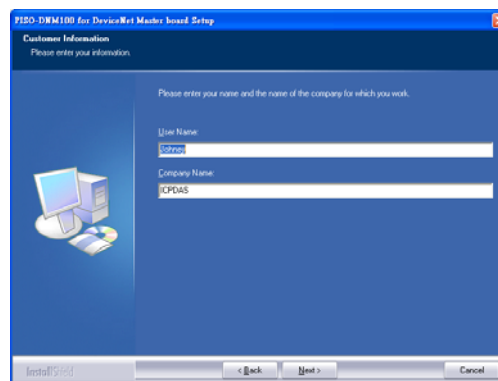 PISO-DNM100 for DeviceNet Master board Setup
Customer Information
Please enter your information.
Please enter your name and the name of the company for which you work.
User Name:
Johney
Company Name:
ICPDAS
InstallShield
< Back
Next >
Cancel